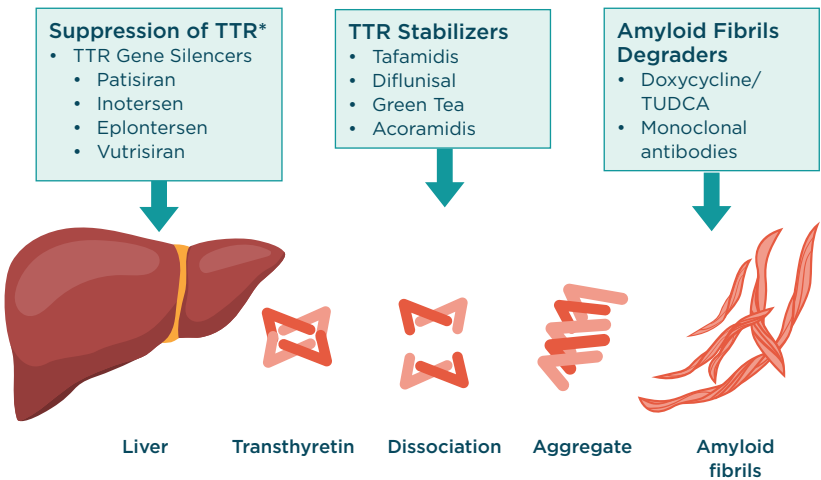 Suppression of TTR*
• TTR Gene Silencers
• Patisiran
• Inotersen
• Eplontersen
• Vutrisiran
TTR Stabilizers
• Tafamidis
• Diflunisal
• Green Tea
• Acoramidis
Amyloid Fibrils
Degraders
• Doxycycline/
TUDCA
• Monoclonal
antibodies
Liver
Transthyretin
Dissociation
Aggregate
Amyloid
fibrils